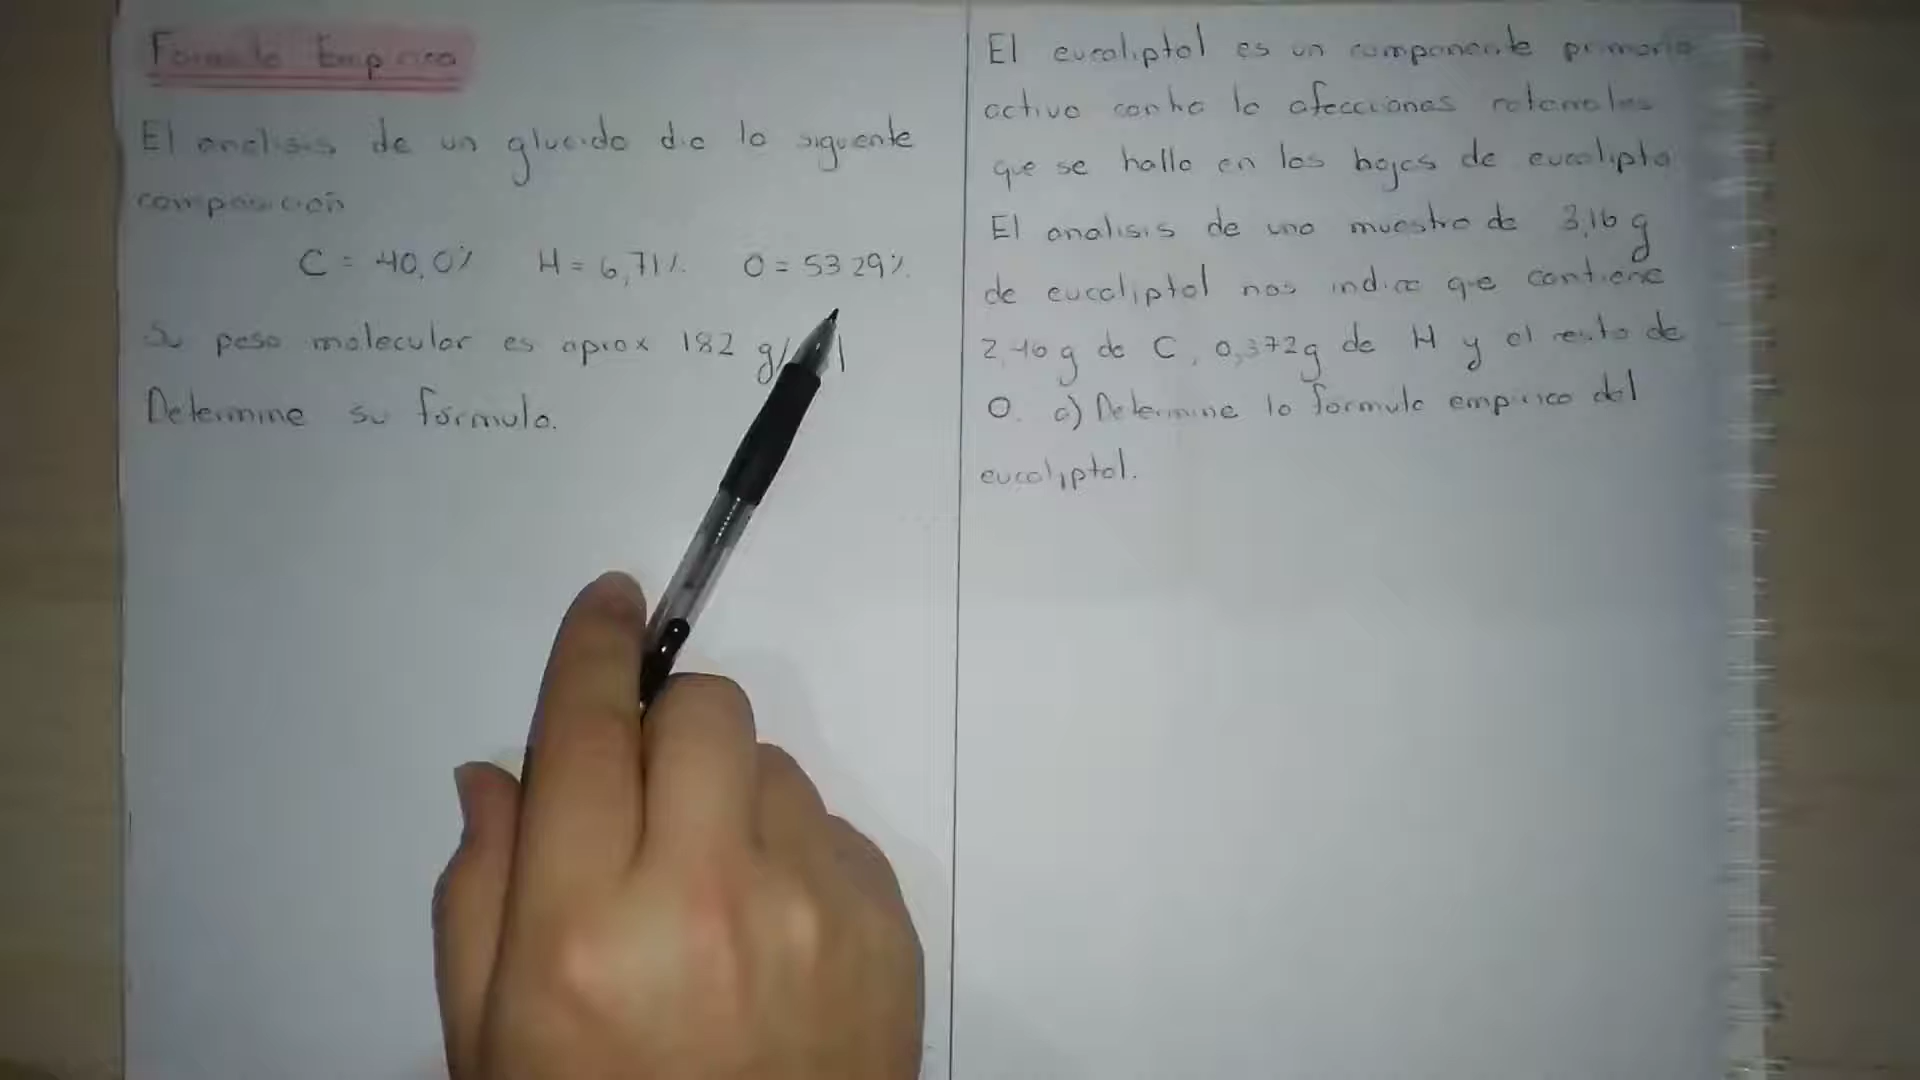 Formula Empirica
El analisis de un glucido dio la siguiente
composición
C = 40,0% H = 6,71% O = 53 29%.
Su peso molecular es aprox 182 g/
Determine su formula.
El eucaliptol es un componente primario
activo contra la afecciones
que se halla en las hojas de eucalipto
El analisis de una muestra de 3,16 g
de eucaliptol nos indica que contiene
2,46 g de C, 0,372g de H y el resto de
O. a) Determine la formula empirica del
eucaliptol.